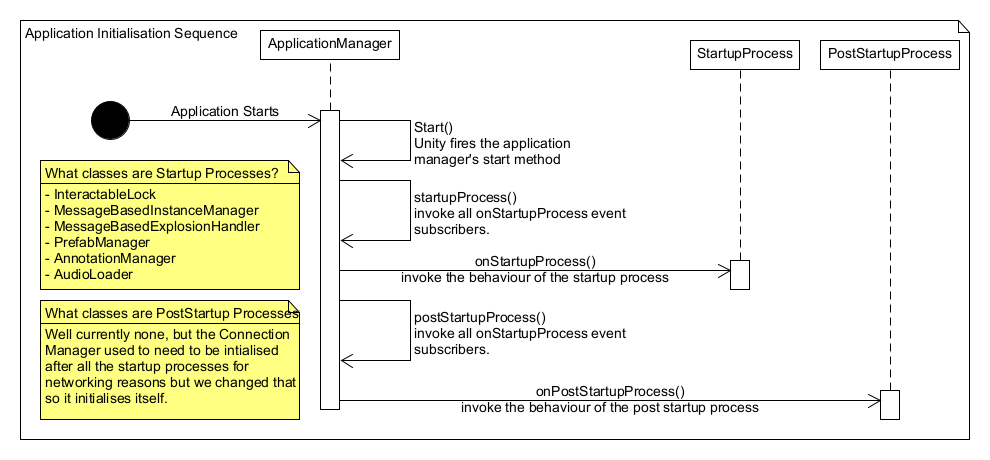 Application Initialisation Sequence
ApplicationManager
StartupProcess
PostStartupProcess
Application Starts
Start()
Unity fires the application
manager's start method
What classes are Startup Processes?
- InteractableLock
- MessageBasedInstanceManager
- MessageBasedExplosionHandler
- PrefabManager
- AnnotationManager
- AudioLoader
startupProcess()
invoke all onStartupProcess event
subscribers.
onStartupProcess()
invoke the behaviour of the startup process
What classes are PostStartup Processes
Well currently none, but the Connection
Manager used to need to be intialised
after all the startup processes for
networking reasons but we changed that
so it initialises itself.
postStartupProcess()
invoke all onStartupProcess event
subscribers.
onPostStartupProcess()
invoke the behaviour of the post startup process